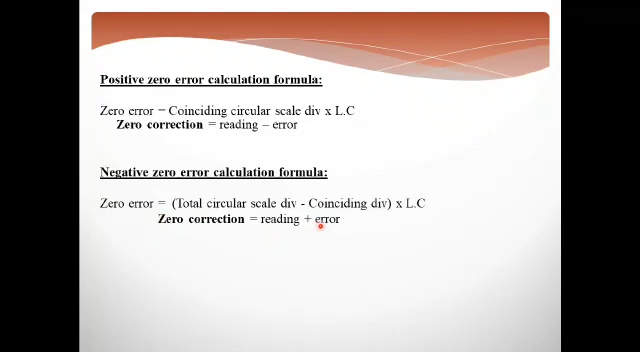 Positive zero error calculation formula:
Zero error = Coinciding circular scale div x L.C
Zero correction = reading – error
Negative zero error calculation formula:
Zero error = (Total circular scale div - Coinciding div) x L.C
Zero correction = reading + error